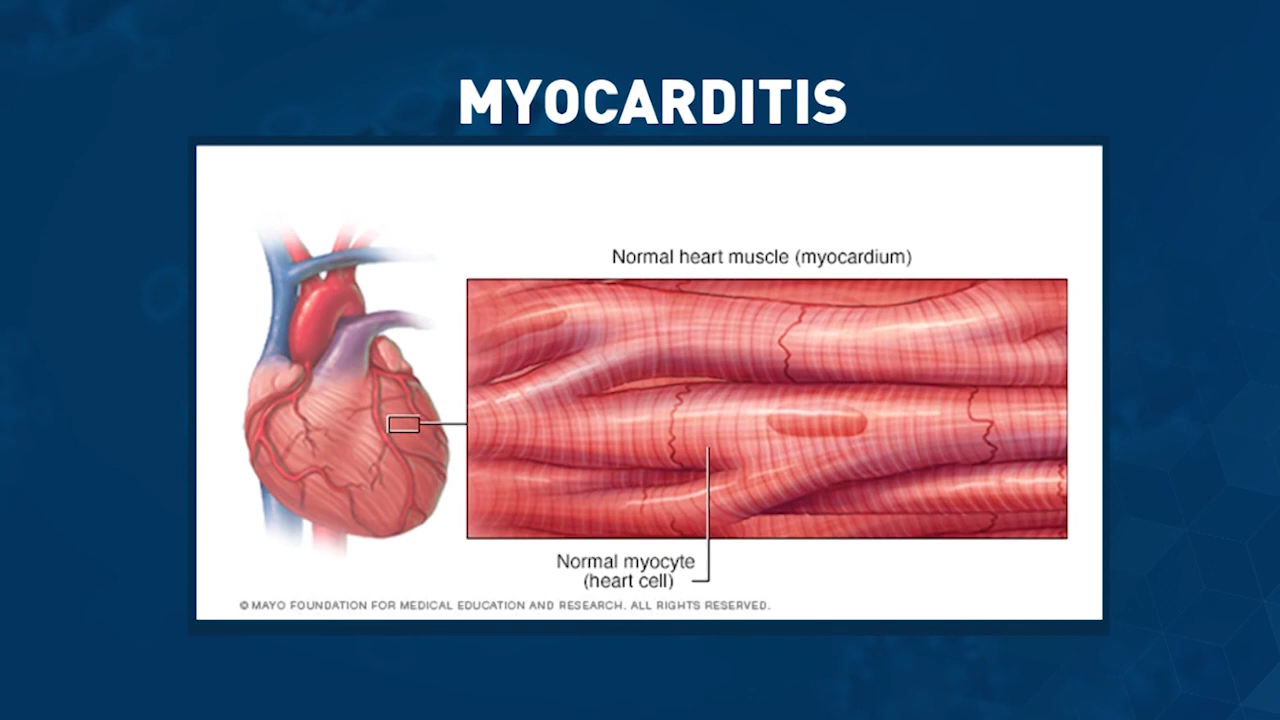 MYOCARDITIS
Normal heart muscle (myocardium)
Normal myocyte
(heart cell)
© MAYO FOUNDATION FOR MEDICAL EDUCATION AND RESEARCH. ALL RIGHTS RESERVED.